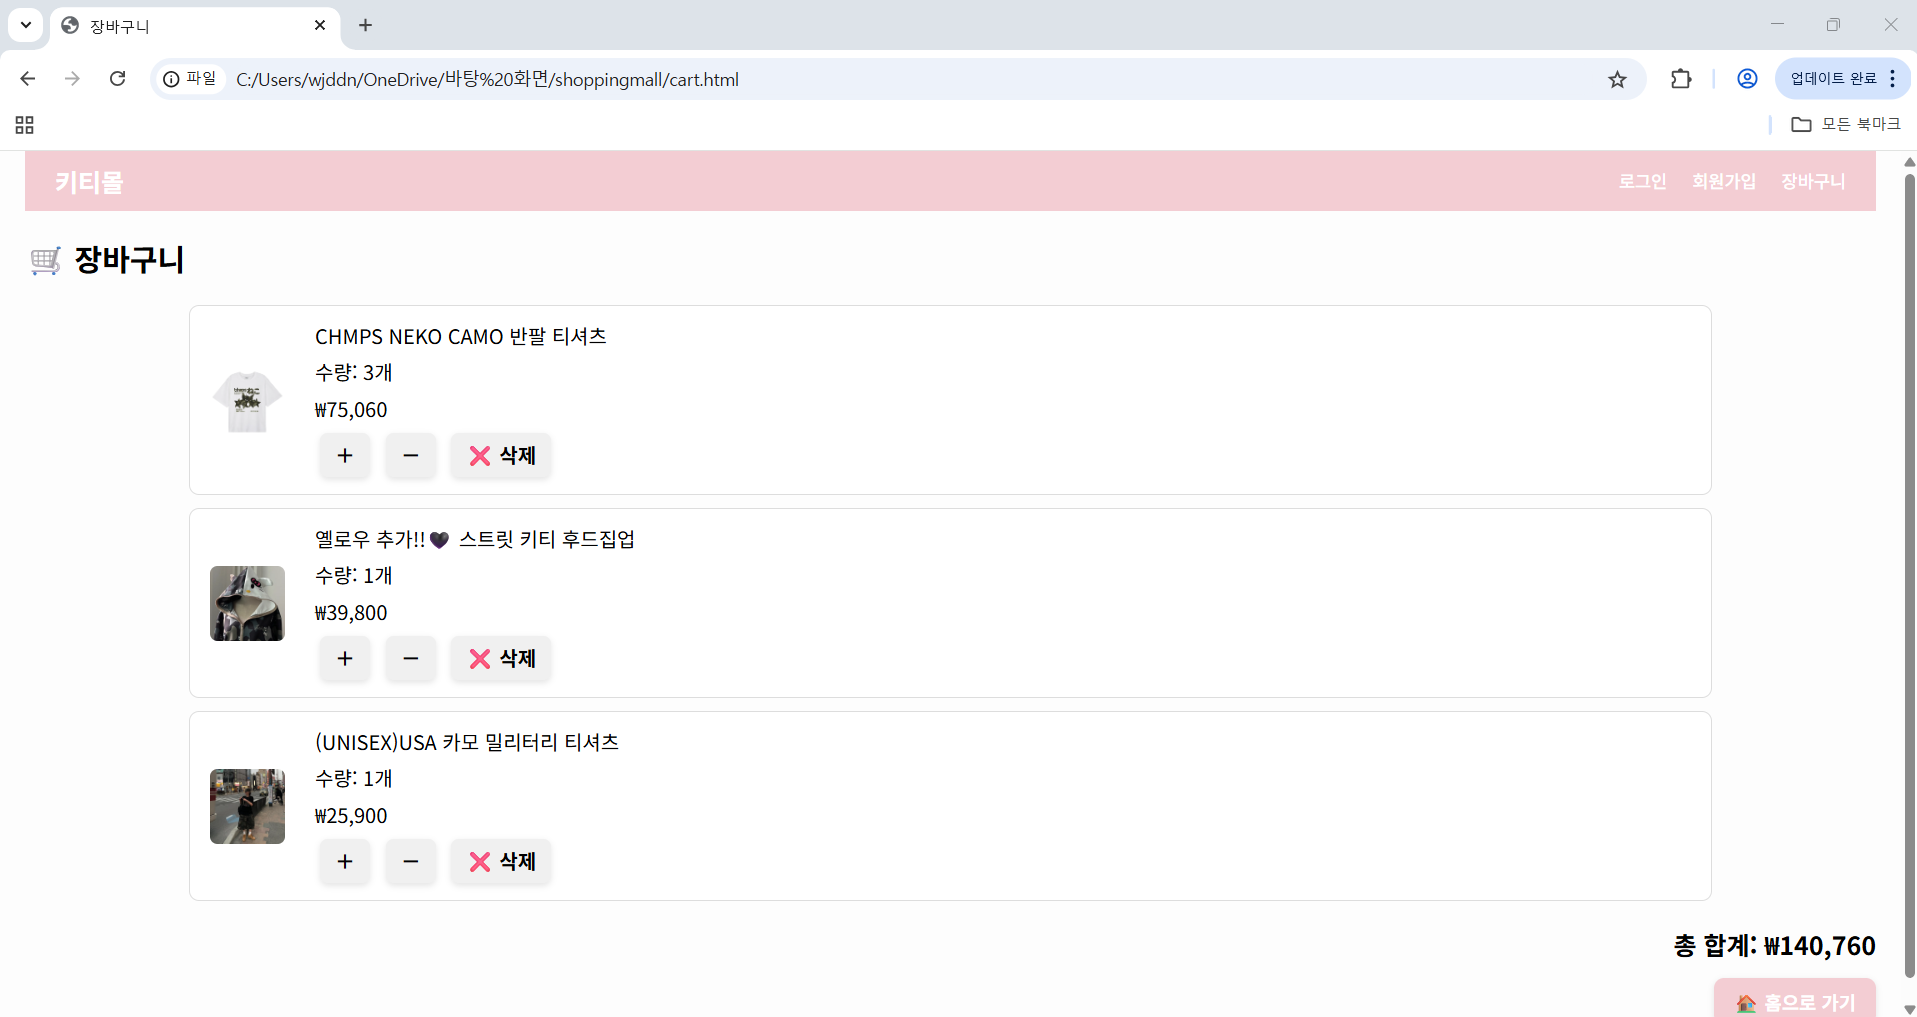 장바구니
파일 C:/Users/wjddn/OneDrive/바탕%20화면/shoppingmall/cart.html 업데이트 완료
모든 북마크
키티몰 로그인 회원가입 장바구니
🛒 장바구니
CHMPS NEKO CAMO 반팔 티셔츠
수량: 3개
₩75,060
+ − ❌ 삭제
옐로우 추가!!🖤 스트릿 키티 후드집업
수량: 1개
₩39,800
+ − ❌ 삭제
(UNISEX)USA 카모 밀리터리 티셔츠
수량: 1개
₩25,900
+ − ❌ 삭제
총 합계: ₩140,760
🏠 홈으로 가기